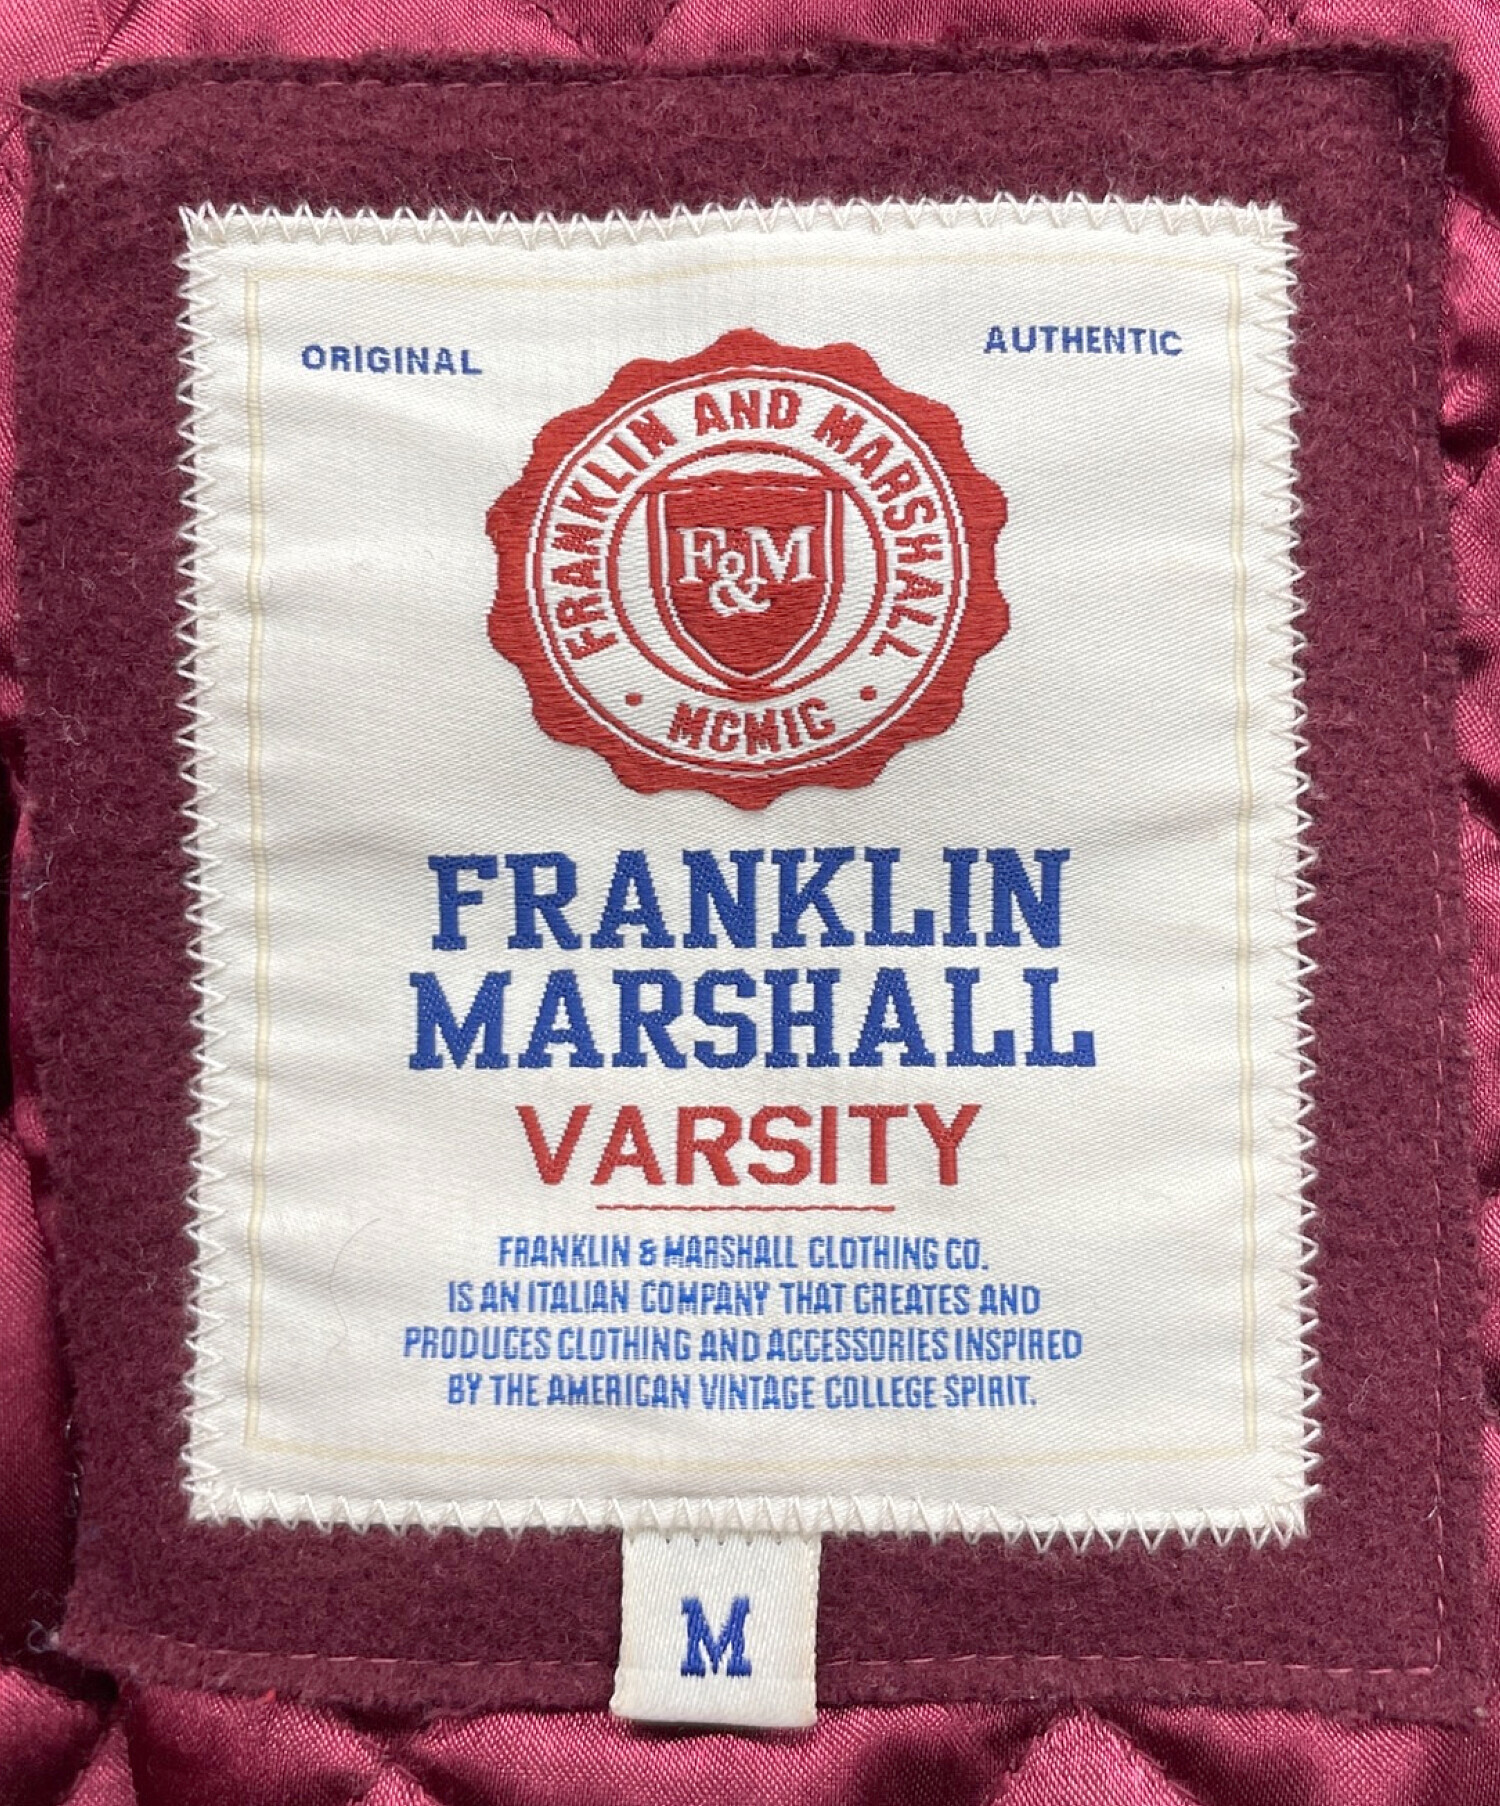 ORIGINAL
AUTHENTIC
FRANKLIN AND MARSHALL
F&M
• MCMIC •
FRANKLIN
MARSHALL
VARSITY
FRANKLIN & MARSHALL CLOTHING CO.
IS AN ITALIAN COMPANY THAT CREATES AND
PRODUCES CLOTHING AND ACCESSORIES INSPIRED
BY THE AMERICAN VINTAGE COLLEGE SPIRIT.
M